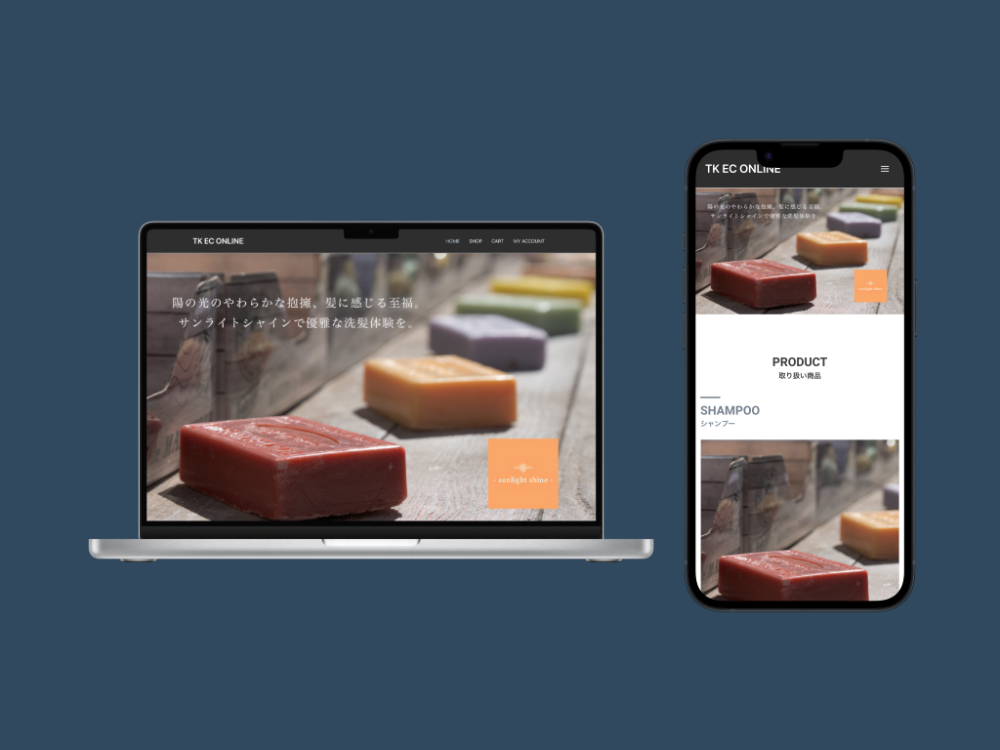 TK EC ONLINE
HOME SHOP CART MY ACCOUNT
陽の光のやわらかな抱擁、髪に感じる至福。
サンライトシャインで優雅な洗髪体験を。
- sunlight shine -
TK EC ONLINE
陽の光のやわらかな抱擁、髪に感じる至福。
サンライトシャインで優雅な洗髪体験を。
- sunlight shine -
PRODUCT
取り扱い商品
SHAMPOO
シャンプー